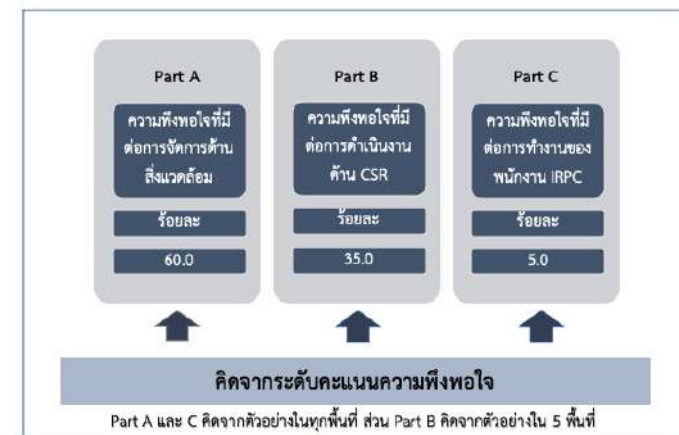 Part A
ความพึงพอใจที่มี
ต่อการจัดการด้าน
สิ่งแวดล้อม
ร้อยละ
60.0
Part B
ความพึงพอใจที่มี
ต่อการดำเนินงาน
ด้าน CSR
ร้อยละ
35.0
Part C
ความพึงพอใจที่มี
ต่อการทำงานของ
พนักงาน IRPC
ร้อยละ
5.0
คิดจากระดับคะแนนความพึงพอใจ
Part A และ C คิดจากตัวอย่างในทุกพื้นที่ ส่วน Part B คิดจากตัวอย่างใน 5 พื้นที่